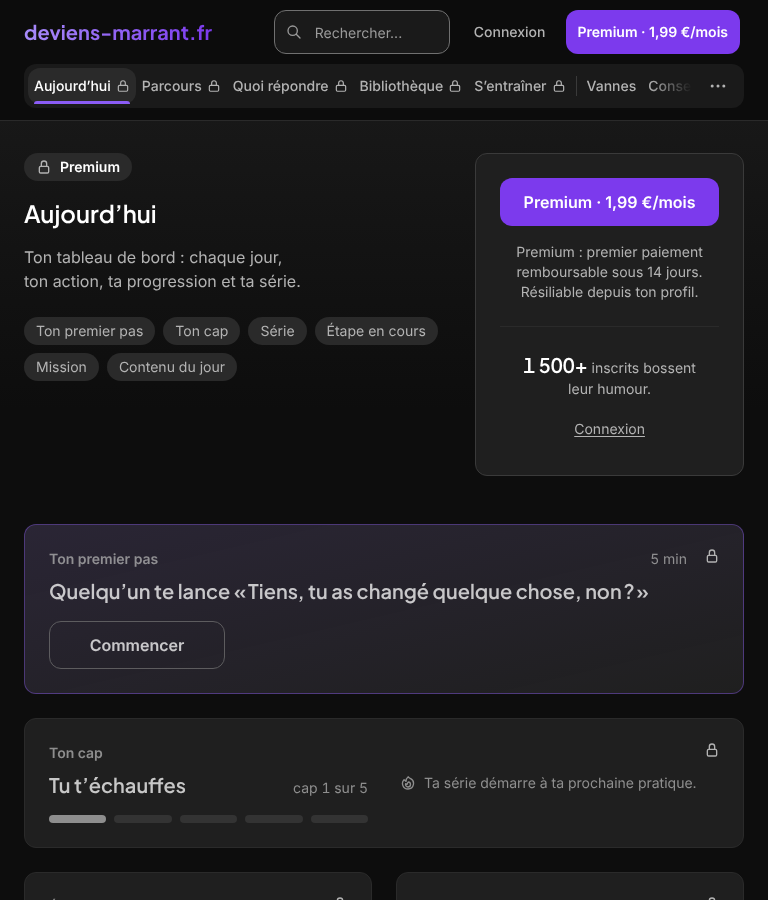 deviens-marrant.fr
Rechercher...
Connexion
Premium · 1,99 €/mois
Aujourd’hui
Parcours
Quoi répondre
Bibliothèque
S’entraîner
Vannes
Premium
Aujourd’hui
Ton tableau de bord : chaque jour,
ton action, ta progression et ta série.
Ton premier pas
Ton cap
Série
Étape en cours
Mission
Contenu du jour
Premium · 1,99 €/mois
Premium : premier paiement
remboursable sous 14 jours.
Résiliable depuis ton profil.
1 500+ inscrits bossent
leur humour.
Connexion
Ton premier pas
5 min
Quelqu’un te lance « Tiens, tu as changé quelque chose, non ? »
Commencer
Ton cap
Tu t’échauffes
cap 1 sur 5
Ta série démarre à ta prochaine pratique.